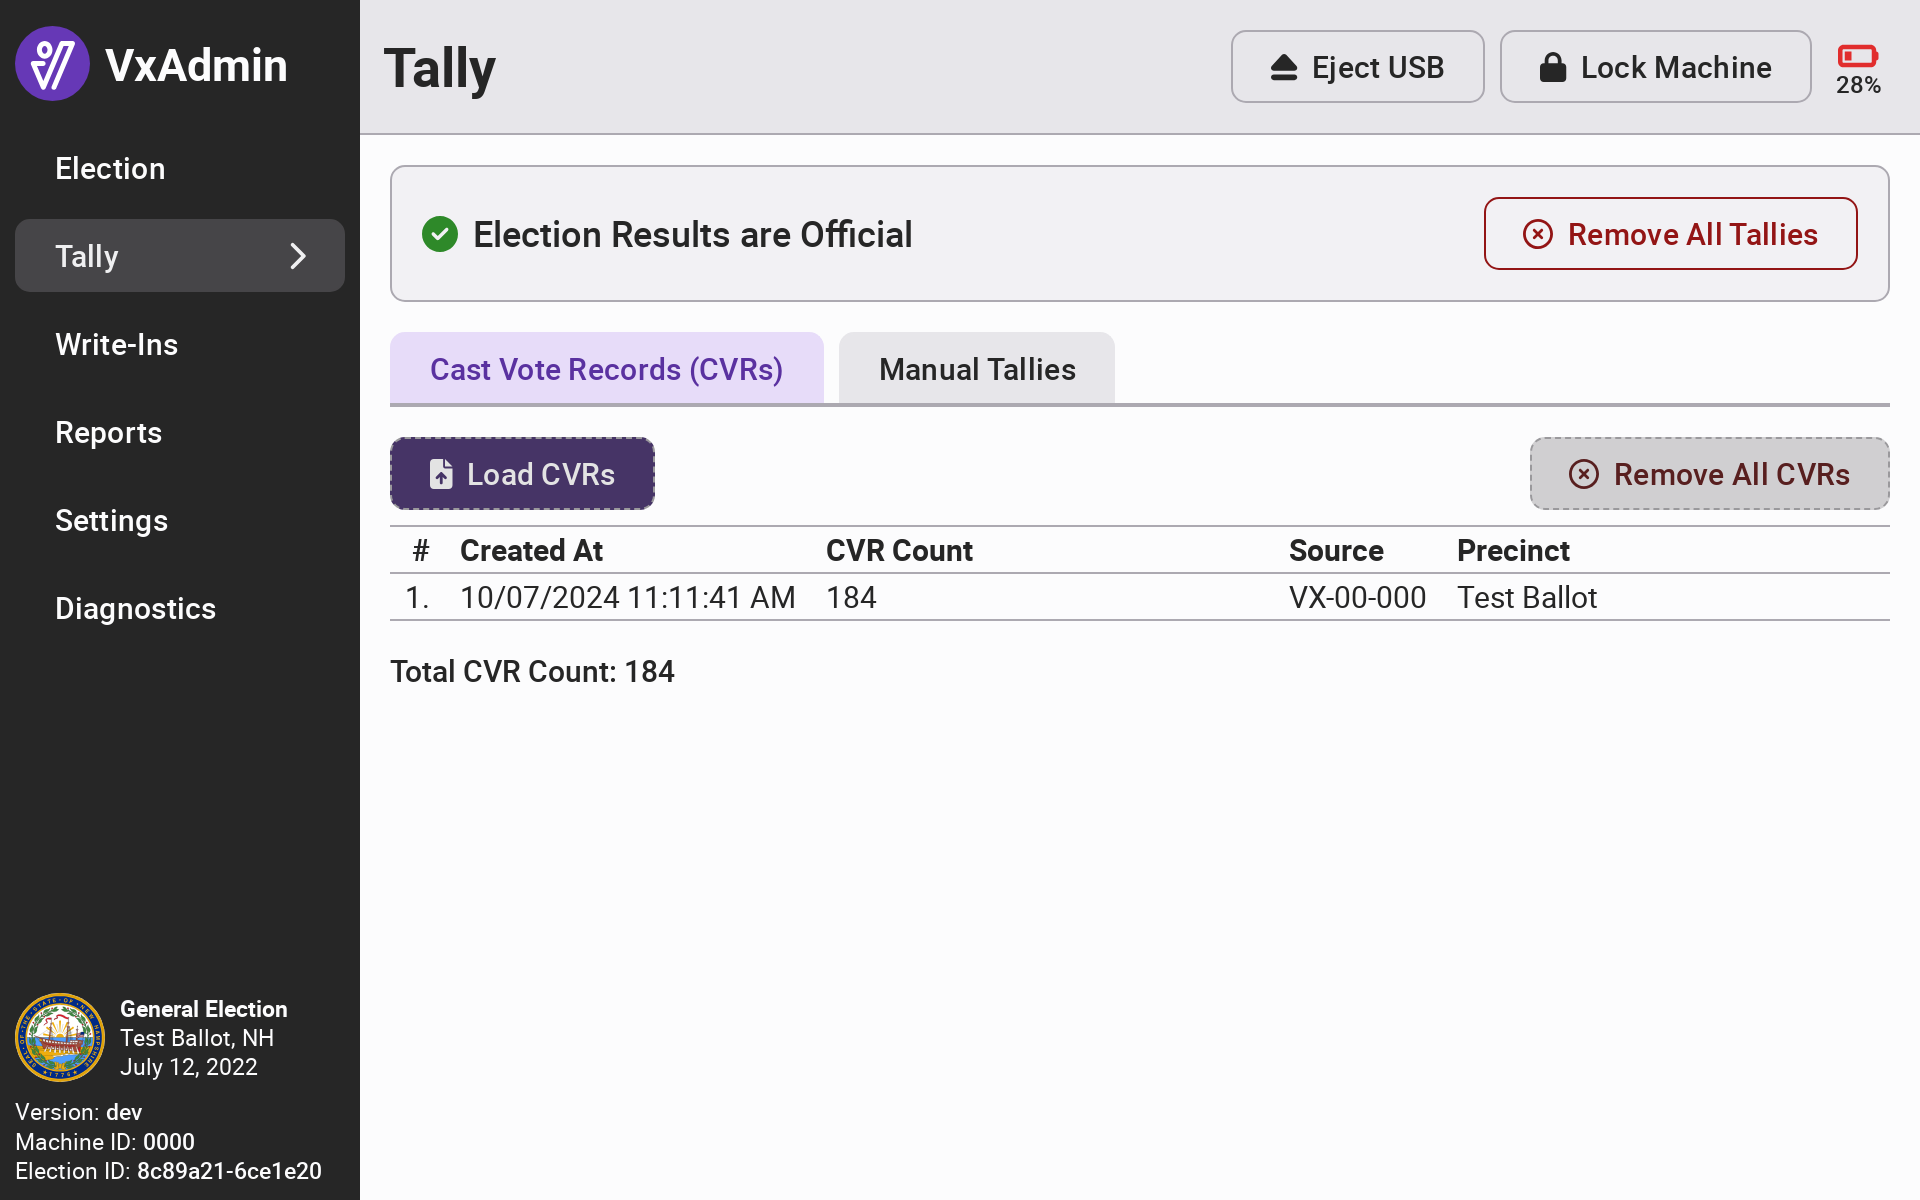 VxAdmin
Election
Tally
Write-Ins
Reports
Settings
Diagnostics
General Election
Test Ballot, NH
July 12, 2022
Version: dev
Machine ID: 0000
Election ID: 8c89a21-6ce1e20
Tally
Eject USB
Lock Machine
28%
Election Results are Official
Remove All Tallies
Cast Vote Records (CVRs)
Manual Tallies
Load CVRs
Remove All CVRs
# Created At CVR Count Source Precinct
1. 10/07/2024 11:11:41 AM 184 VX-00-000 Test Ballot
Total CVR Count: 184